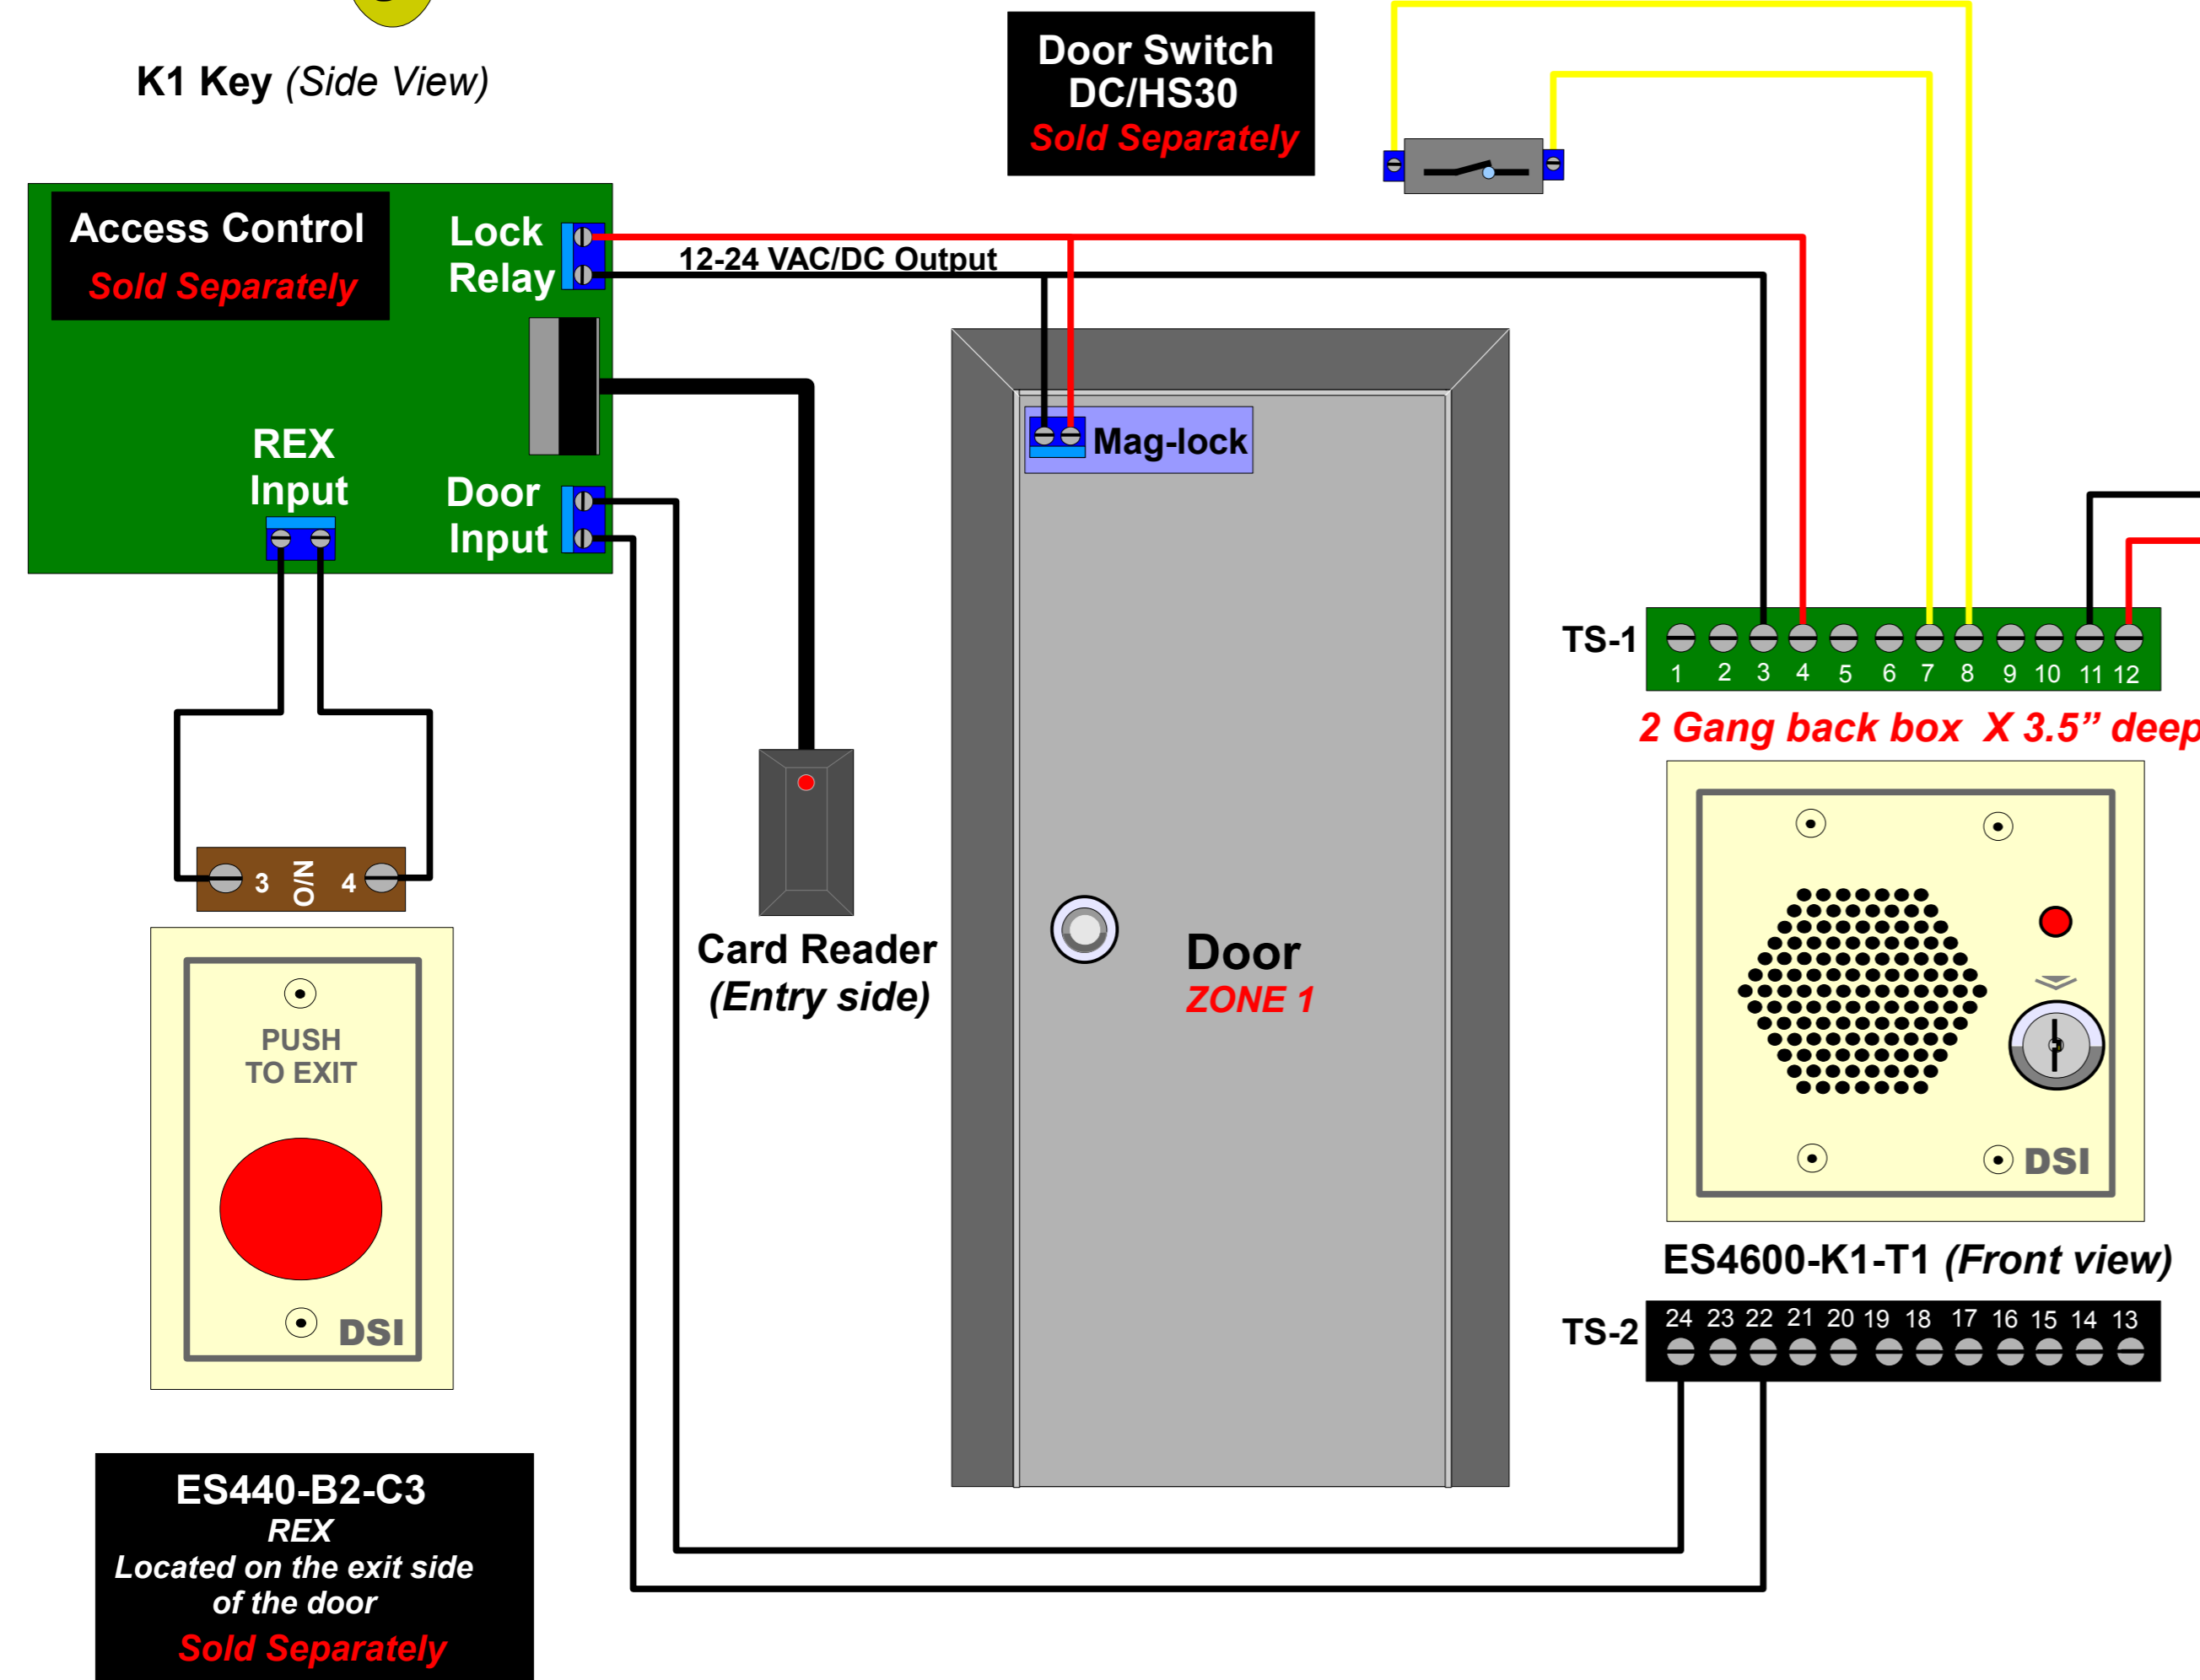 K1 Key (Side View)
Door Switch
DC/HS30
Sold Separately
Access Control
Sold Separately
Lock
Relay
12-24 VAC/DC Output
REX
Input
Door
Input
Mag-lock
TS-1
1 2 3 4 5 6 7 8 9 10 11 12
2 Gang back box X 3.5” deep
3 N/O 4
PUSH
TO EXIT
DSI
Card Reader
(Entry side)
Door
ZONE 1
DSI
ES4600-K1-T1 (Front view)
TS-2
24 23 22 21 20 19 18 17 16 15 14 13
ES440-B2-C3
REX
Located on the exit side
of the door
Sold Separately